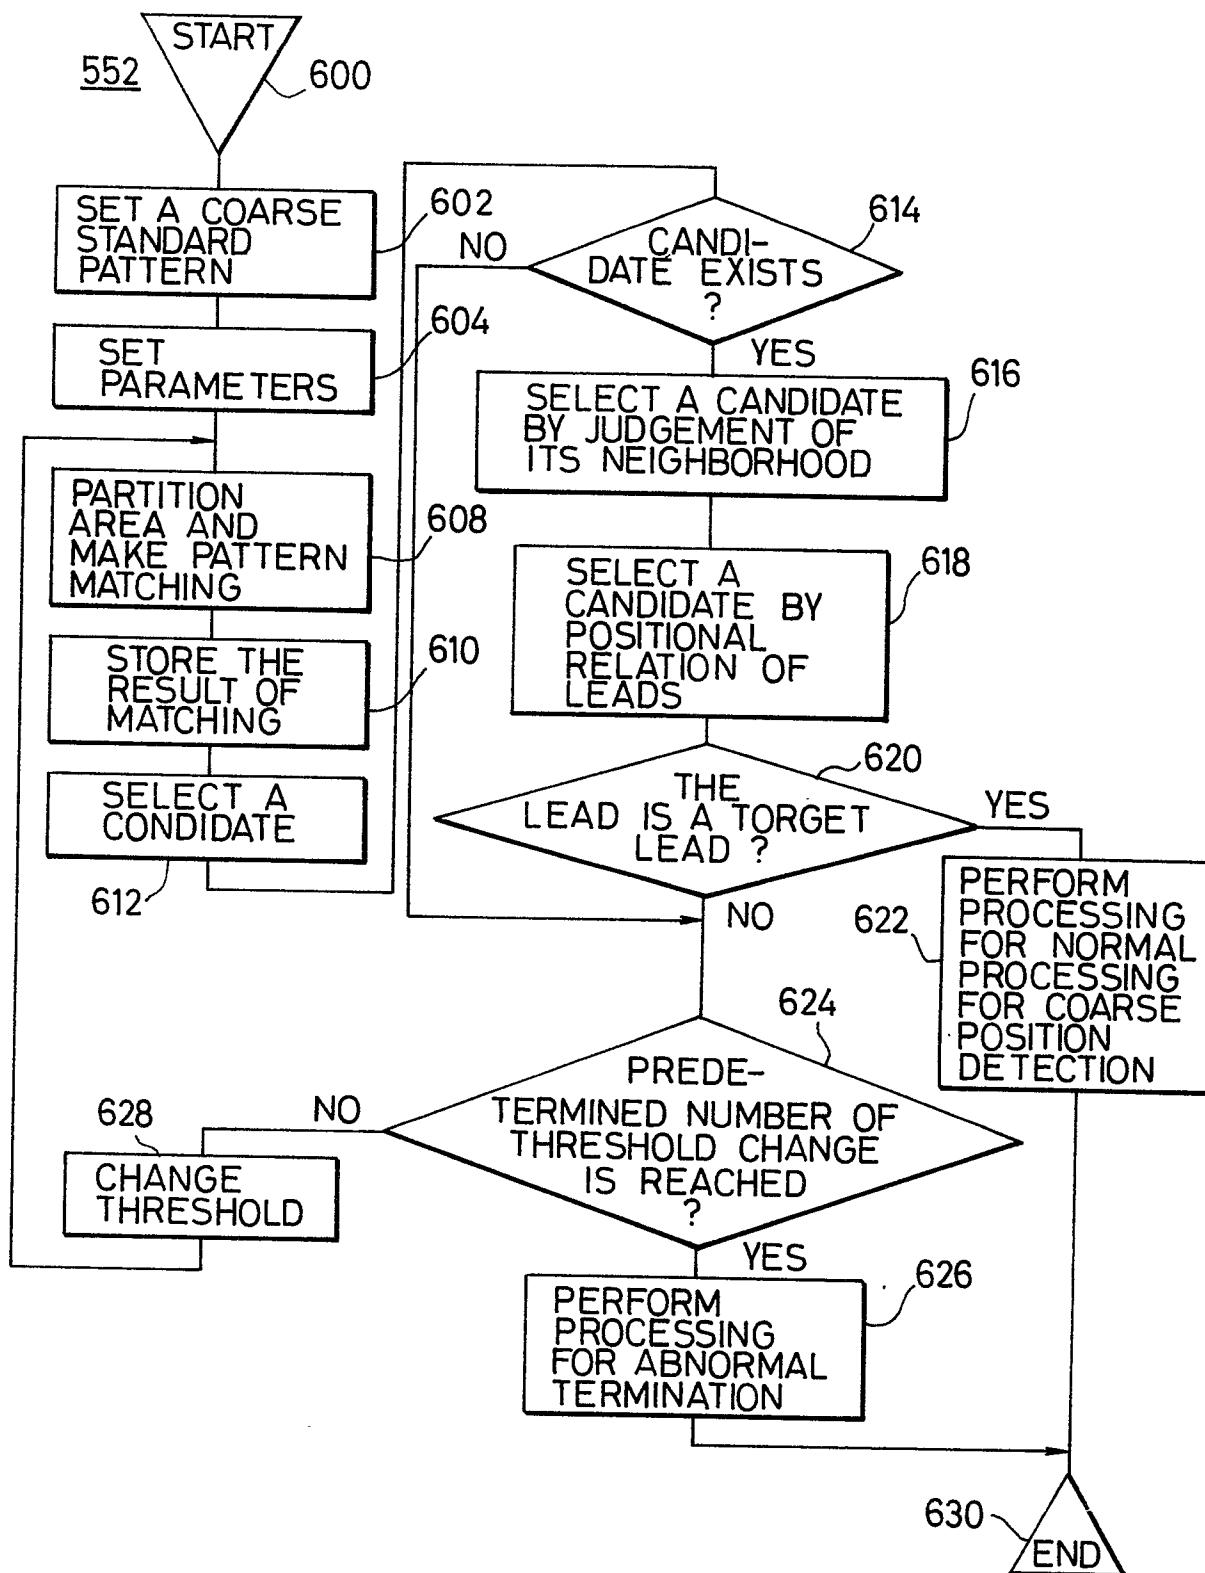 START
552
600
SET A COARSE
STANDARD
PATTERN
602
SET
PARAMETERS
604
PARTITION
AREA AND
MAKE PATTERN
MATCHING
608
STORE THE
RESULT OF
MATCHING
610
SELECT A
CONDIDATE
612
CANDI-
DATE EXISTS
?
614
NO
YES
SELECT A CANDIDATE
BY JUDGEMENT OF
ITS NEIGHBORHOOD
616
SELECT A
CANDIDATE BY
POSITIONAL
RELATION OF
LEADS
618
THE
LEAD IS A TORGET
LEAD ?
620
YES
NO
PERFORM
PROCESSING
FOR NORMAL
PROCESSING
FOR COARSE
POSITION
DETECTION
622
PREDE-
TERMINED NUMBER OF
THRESHOLD CHANGE
IS REACHED
?
624
NO
YES
CHANGE
THRESHOLD
628
PERFORM
PROCESSING
FOR ABNORMAL
TERMINATION
626
630
END